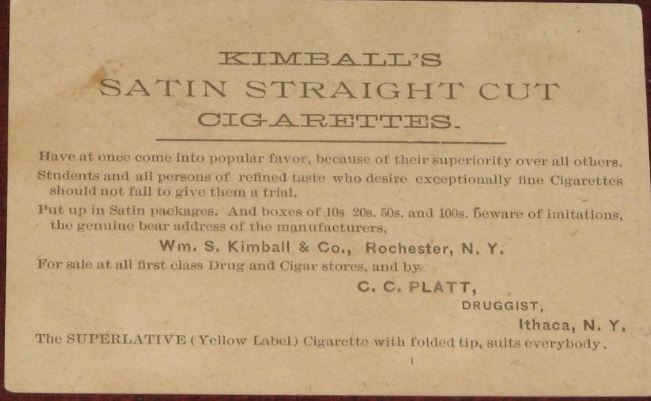 KIMBALL'S
SATIN STRAIGHT CUT
CIGARETTES.
Have at once come into popular favor, because of their superiority over all others.
Students and all persons of refined taste who desire exceptionally fine Cigarettes
should not fail to give them a trial.
Put up in Satin packages. And boxes of 10s. 20s. 50s. and 100s. Beware of imitations,
the genuine bear address of the manufacturers,
Wm. S. Kimball & Co., Rochester, N. Y.
For sale at all first class Drug and Cigar stores, and by
C. C. PLATT,
DRUGGIST,
Ithaca, N. Y.
The SUPERLATIVE (Yellow Label) Cigarette with folded tip, suits everybody.